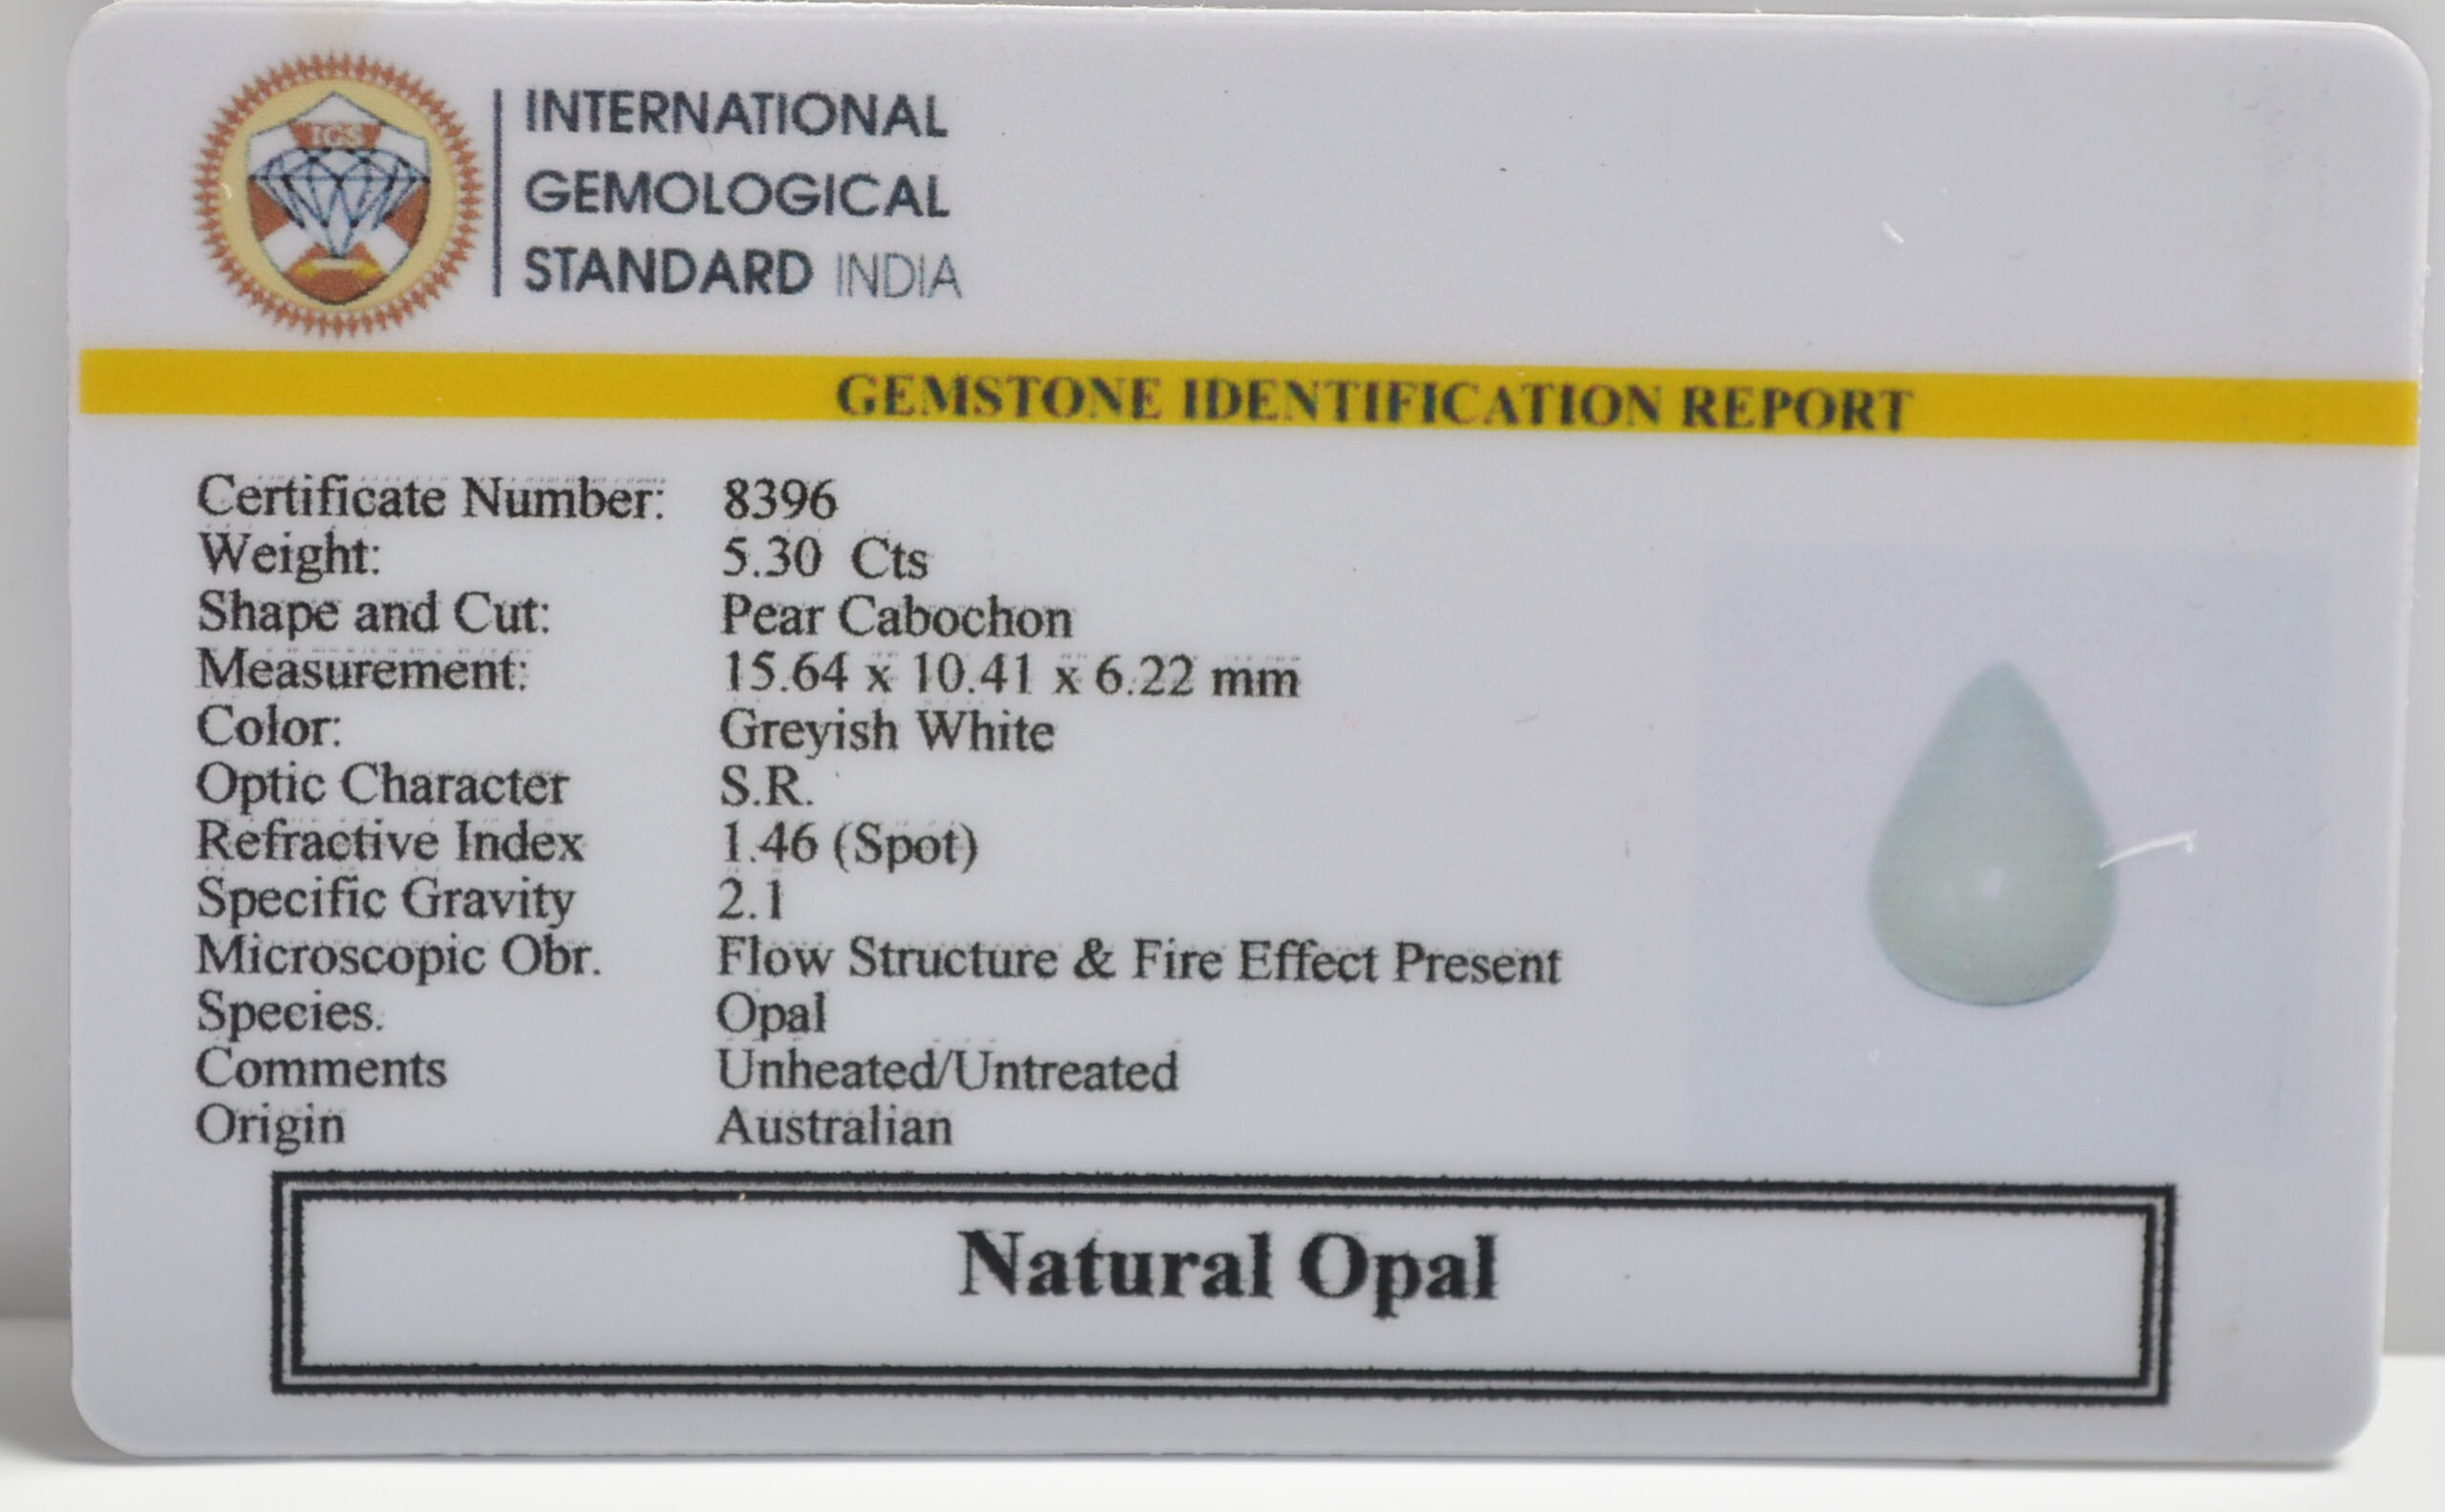 IGS
INTERNATIONAL
GEMOLOGICAL
STANDARD INDIA
GEMSTONE IDENTIFICATION REPORT
Certificate Number: 8396
Weight: 5.30 Cts
Shape and Cut: Pear Cabochon
Measurement: 15.64 x 10.41 x 6.22 mm
Color: Greyish White
Optic Character S.R.
Refractive Index 1.46 (Spot)
Specific Gravity 2.1
Microscopic Obr. Flow Structure & Fire Effect Present
Species. Opal
Comments Unheated/Untreated
Origin Australian
Natural Opal